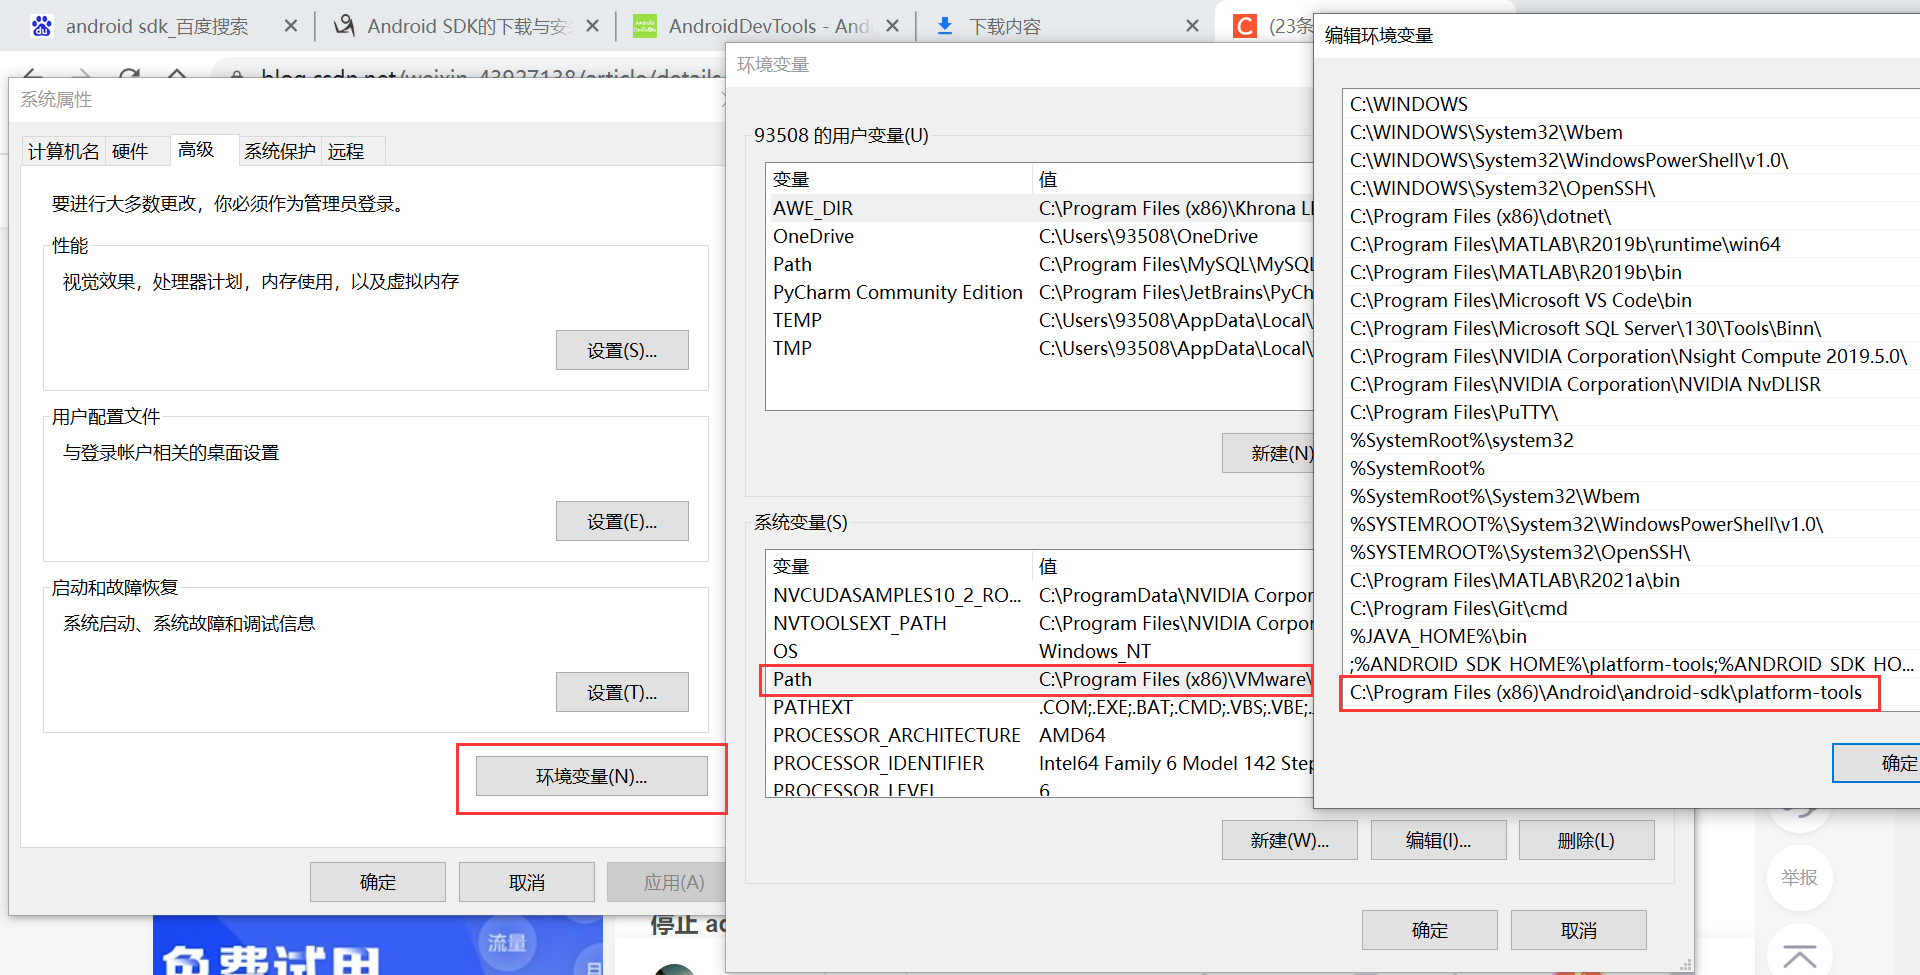 android sdk_百度搜索
Android SDK的下载与安
AndroidDevTools - And
下载内容
(23条
编辑环境变量
系统属性
计算机名
硬件
高级
系统保护
远程
要进行大多数更改，你必须作为管理员登录。
性能
视觉效果，处理器计划，内存使用，以及虚拟内存
设置(S)...
用户配置文件
与登录帐户相关的桌面设置
设置(E)...
启动和故障恢复
系统启动、系统故障和调试信息
设置(T)...
环境变量(N)...
确定
取消
应用(A)
环境变量
93508 的用户变量(U)
变量 值
AWE_DIR C:\Program Files (x86)\Khrona LL
OneDrive C:\Users\93508\OneDrive
Path C:\Program Files\MySQL\MySQL
PyCharm Community Edition C:\Program Files\JetBrains\PyCh
TEMP C:\Users\93508\AppData\Local\
TMP C:\Users\93508\AppData\Local\
新建(N)
系统变量(S)
变量 值
NVCUDASAMPLES10_2_RO... C:\ProgramData\NVIDIA Corpor
NVTOOLSEXT_PATH C:\Program Files\NVIDIA Corpor
OS Windows_NT
Path C:\Program Files (x86)\VMware\
PATHEXT .COM;.EXE;.BAT;.CMD;.VBS;.VBE;.
PROCESSOR_ARCHITECTURE AMD64
PROCESSOR_IDENTIFIER Intel64 Family 6 Model 142 Step
PROCESSOR_LEVEL 6
新建(W)...
编辑(I)...
删除(L)
确定
取消
C:\WINDOWS
C:\WINDOWS\System32\Wbem
C:\WINDOWS\System32\WindowsPowerShell\v1.0\
C:\WINDOWS\System32\OpenSSH\
C:\Program Files (x86)\dotnet\
C:\Program Files\MATLAB\R2019b\runtime\win64
C:\Program Files\MATLAB\R2019b\bin
C:\Program Files\Microsoft VS Code\bin
C:\Program Files\Microsoft SQL Server\130\Tools\Binn\
C:\Program Files\NVIDIA Corporation\Nsight Compute 2019.5.0\
C:\Program Files\NVIDIA Corporation\NVIDIA NvDLISR
C:\Program Files\PuTTY\
%SystemRoot%\system32
%SystemRoot%
%SystemRoot%\System32\Wbem
%SYSTEMROOT%\System32\WindowsPowerShell\v1.0\
%SYSTEMROOT%\System32\OpenSSH\
C:\Program Files\MATLAB\R2021a\bin
C:\Program Files\Git\cmd
%JAVA_HOME%\bin
;%ANDROID_SDK_HOME%\platform-tools;%ANDROID_SDK_HO...
C:\Program Files (x86)\Android\android-sdk\platform-tools
确定
举报
停止 ad
免费试用
流量